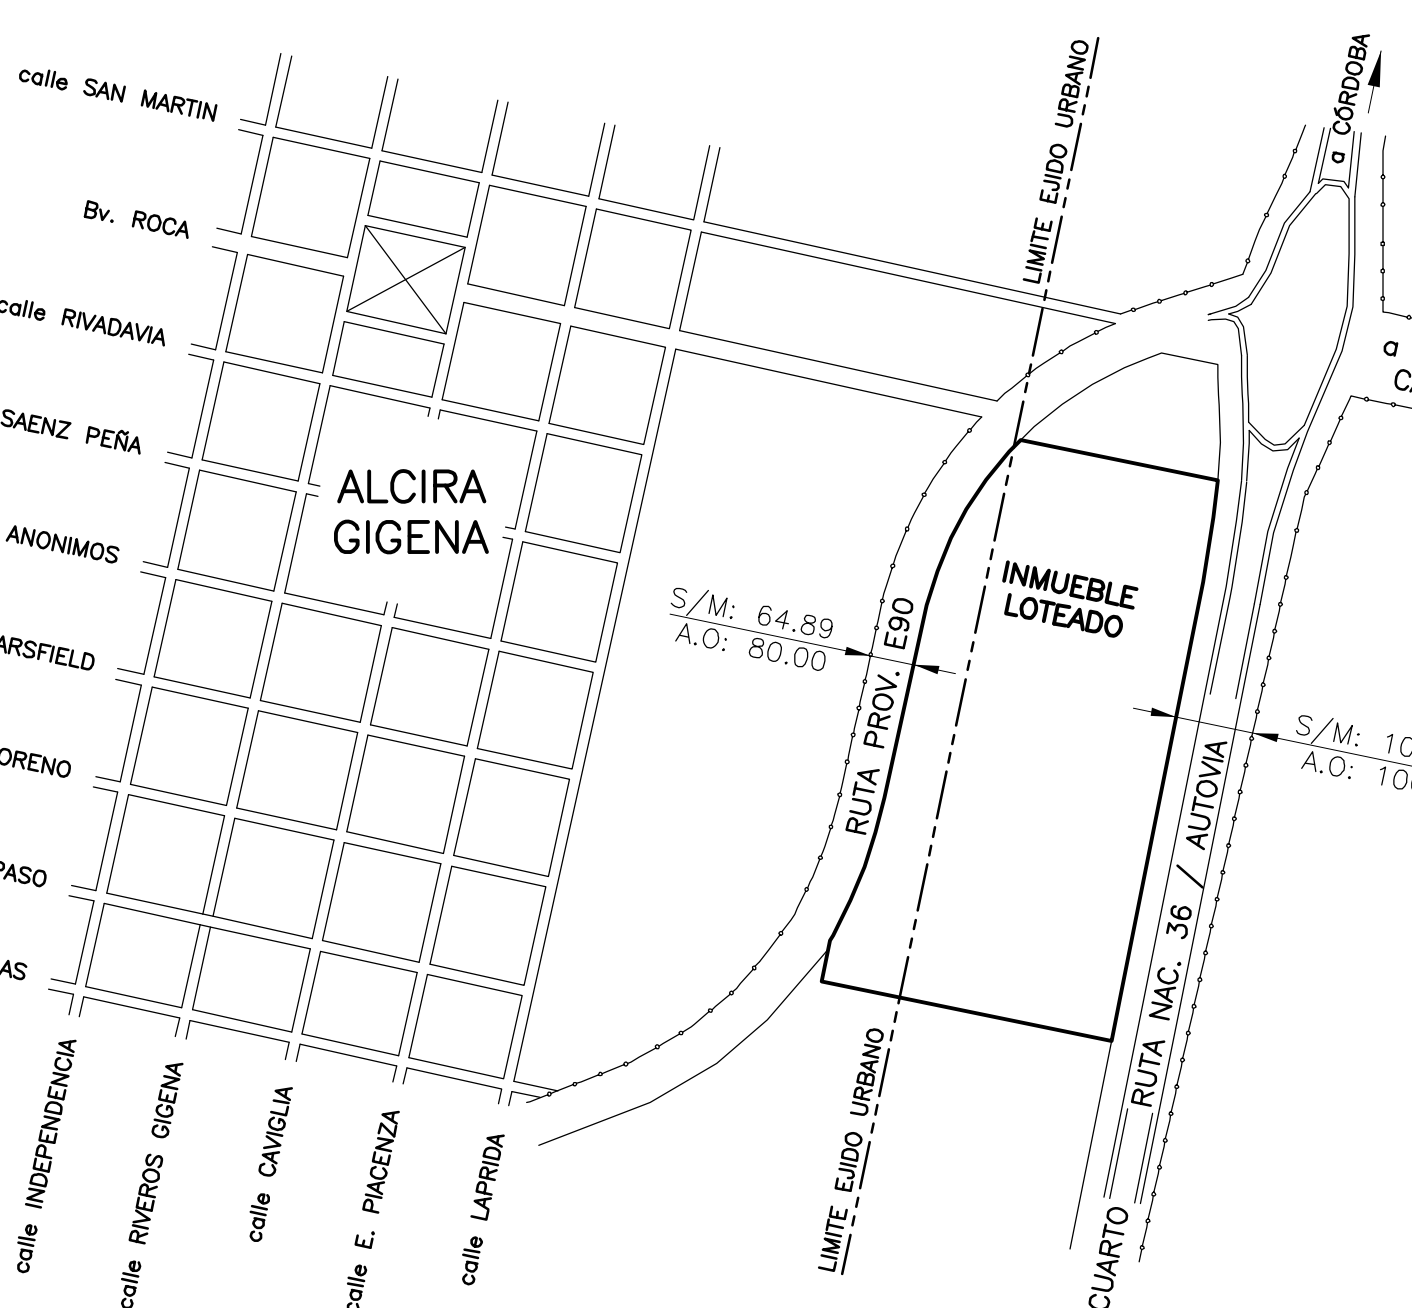 calle SAN MARTIN
Bv. ROCA
calle RIVADAVIA
SAENZ PEÑA
ANONIMOS
ARSFIELD
ORENO
PASO
AS
calle INDEPENDENCIA
calle RIVEROS GIGENA
calle CAVIGLIA
calle E. PIACENZA
calle LAPRIDA
ALCIRA
GIGENA
LIMITE EJIDO URBANO
a CÓRDOBA
a
CA
INMUEBLE
LOTEADO
S/M: 64.89
A.O: 80.00
RUTA PROV. E90
S/M: 10
A.O: 100
RUTA NAC. 36 / AUTOVIA
LIMITE EJIDO URBANO
CUARTO